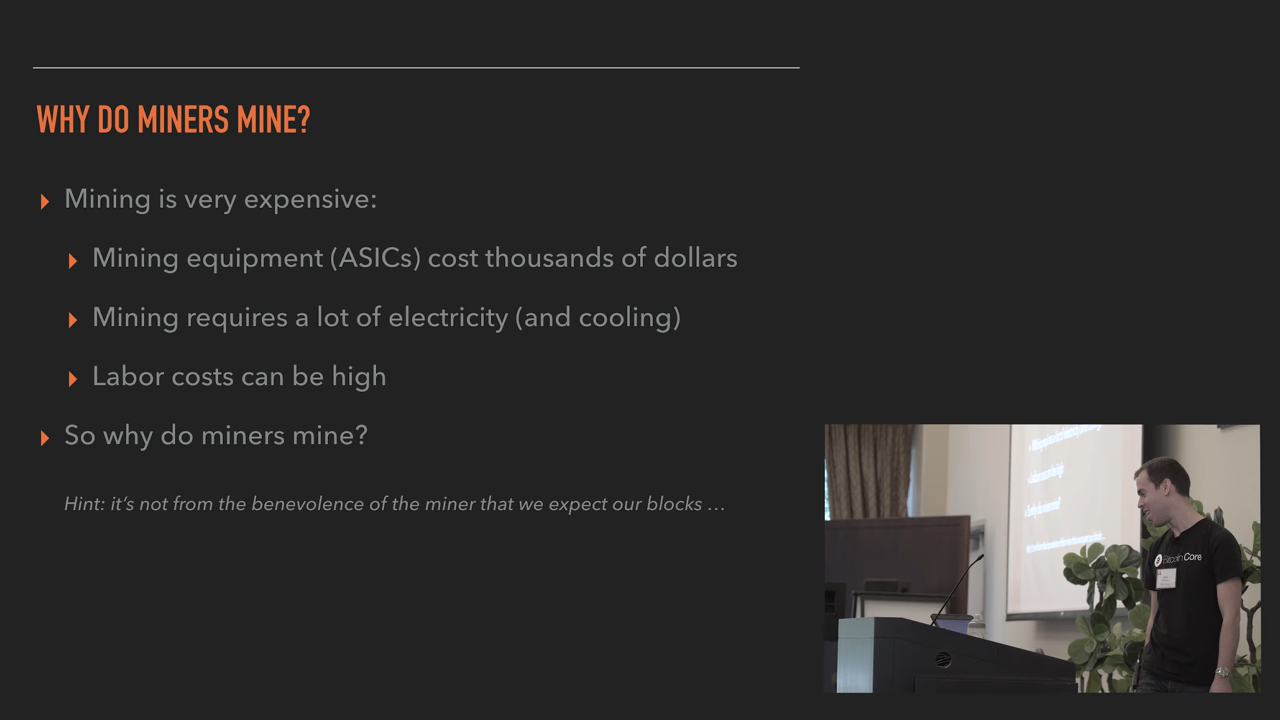 WHY DO MINERS MINE?
Mining is very expensive:
Mining equipment (ASICs) cost thousands of dollars
Mining requires a lot of electricity (and cooling)
Labor costs can be high
So why do miners mine?
Hint: it's not from the benevolence of the miner that we expect our blocks …
Bitcoin Core